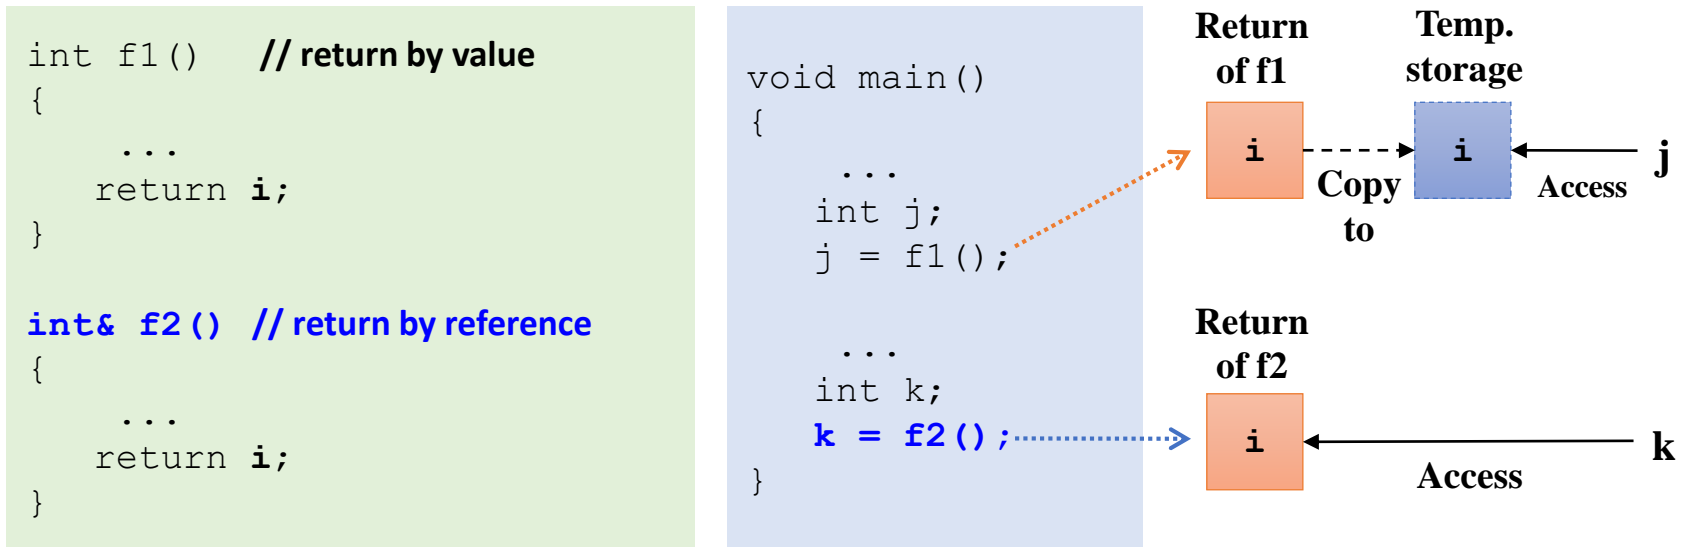 int f1() // return by value
{
...
return i;
}
int& f2() // return by reference
{
...
return i;
}
void main()
{
...
int j;
j = f1();
...
int k;
k = f2();
}
Return
of f1
Temp.
storage
i
i
j
Copy
to
Access
Return
of f2
i
k
Access